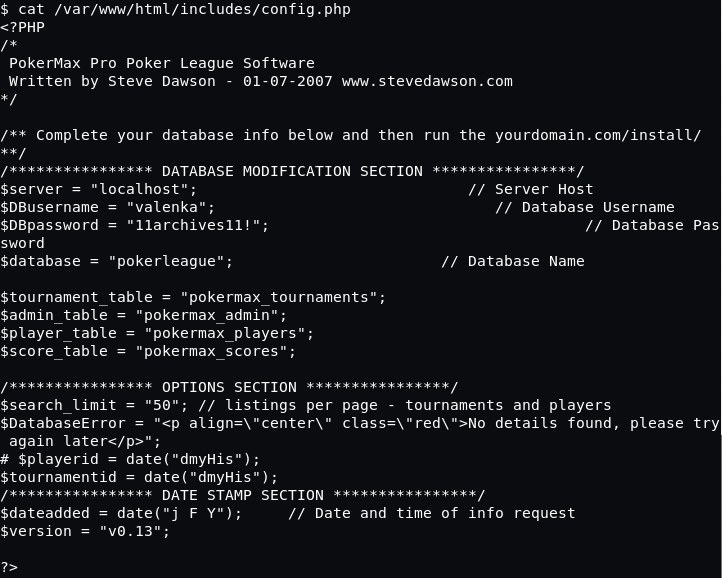 $ cat /var/www/html/includes/config.php
<?PHP
/*
 PokerMax Pro Poker League Software
 Written by Steve Dawson - 01-07-2007 www.stevedawson.com
*/

/** Complete your database info below and then run the yourdomain.com/install/
**/
/**************** DATABASE MODIFICATION SECTION ****************/
$server = "localhost";                              // Server Host
$DBusername = "valenka";                               // Database Username
$DBpassword = "11archives11!";                                   // Database Pas
sword
$database = "pokerleague";                       // Database Name

$tournament_table = "pokermax_tournaments";
$admin_table = "pokermax_admin";
$player_table = "pokermax_players";
$score_table = "pokermax_scores";

/**************** OPTIONS SECTION ****************/
$search_limit = "50"; // listings per page - tournaments and players
$DatabaseError = "<p align=\"center\" class=\"red\">No details found, please try
 again later</p>";
# $playerid = date("dmyHis");
$tournamentid = date("dmyHis");
/**************** DATE STAMP SECTION ****************/
$dateadded = date("j F Y");     // Date and time of info request
$version = "v0.13";

?>